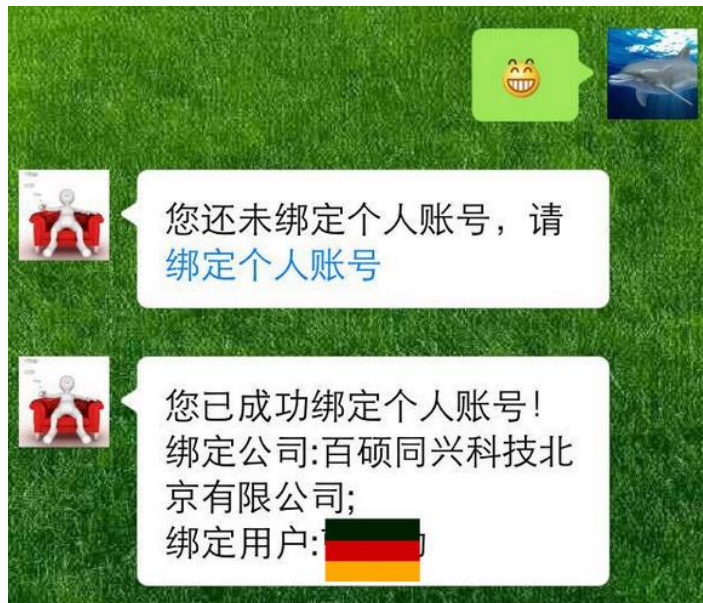 您还未绑定个人账号，请
绑定个人账号
您已成功绑定个人账号！
绑定公司:百硕同兴科技北
京有限公司;
绑定用户: